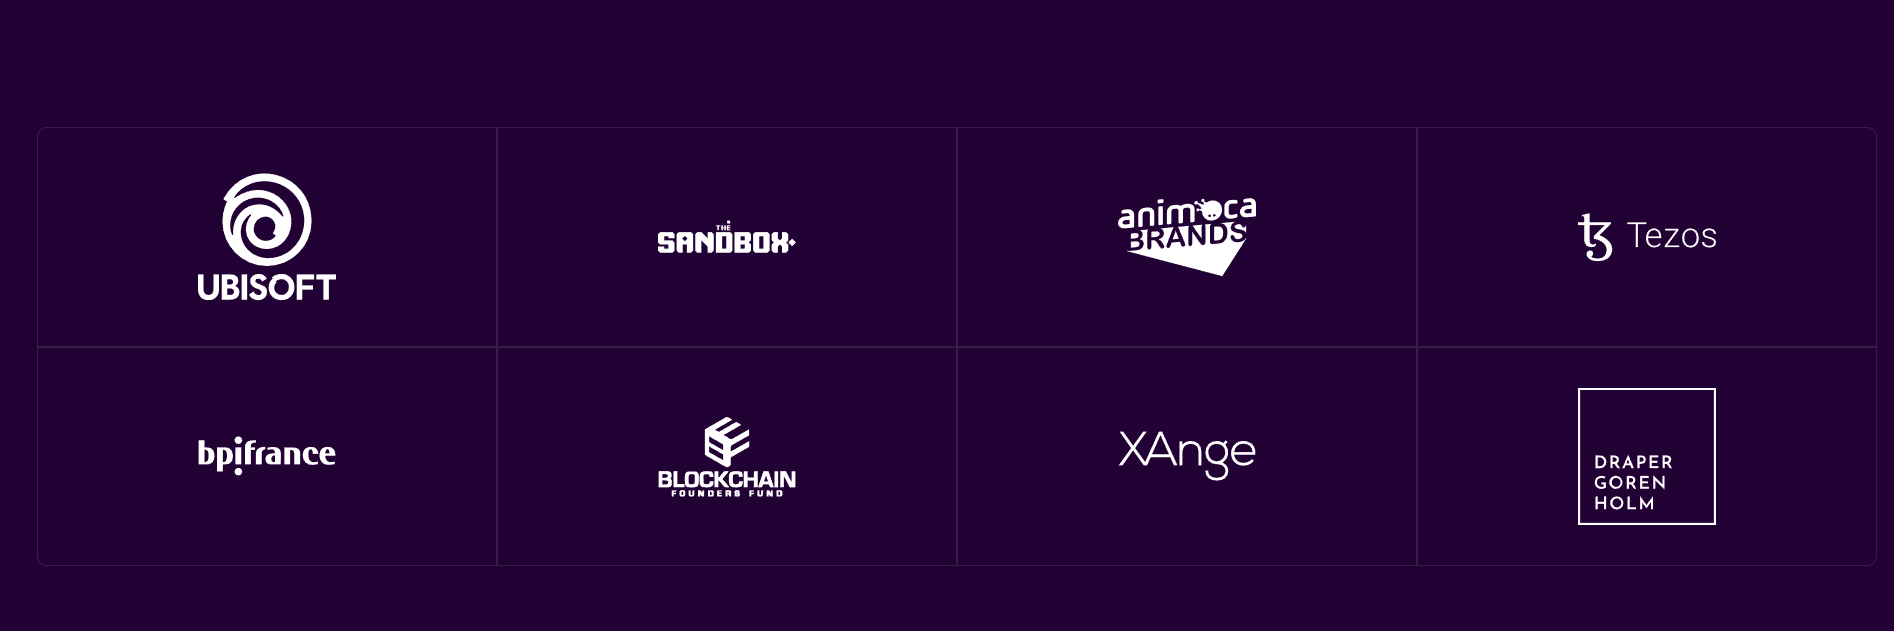 UBISOFT
THE
SANDBOX
animoca
BRANDS
Tezos
bpifrance
BLOCKCHAIN
FOUNDERS FUND
XAnge
DRAPER
GOREN
HOLM